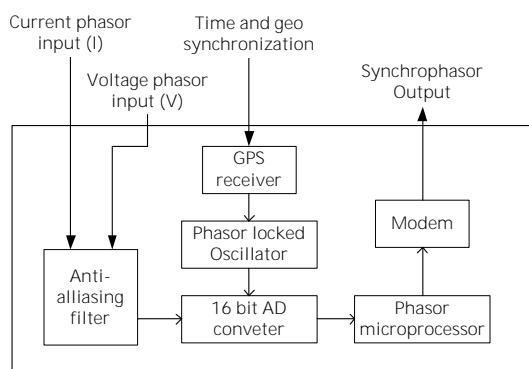 Current phasor
input (I)
Time and geo
synchronization
Voltage phasor
input (V)
Synchrophasor
Output
GPS
receiver
Phasor locked
Oscillator
Modem
Anti-
alliasing
filter
16 bit AD
conveter
Phasor
microprocessor